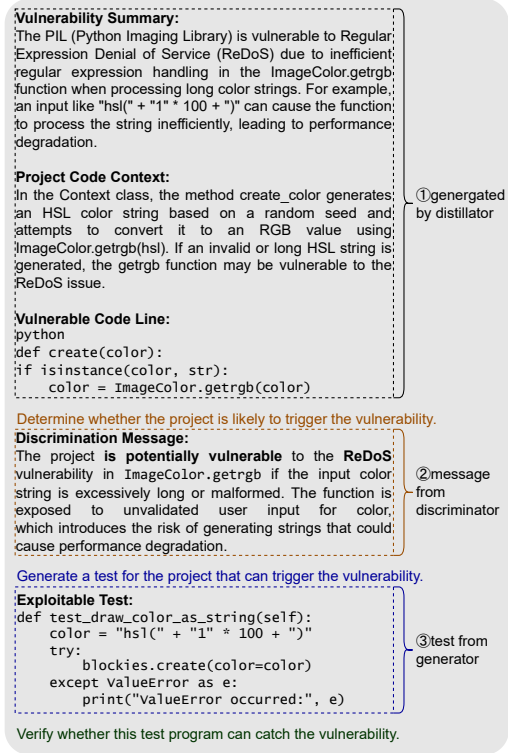 Vulnerability Summary:
The PIL (Python Imaging Library) is vulnerable to Regular
Expression Denial of Service (ReDoS) due to inefficient
regular expression handling in the ImageColor.getrgb
function when processing long color strings. For example,
an input like "hsl(" + "1" * 100 + ")" can cause the function
to process the string inefficiently, leading to performance
degradation.
Project Code Context:
In the Context class, the method create_color generates
an HSL color string based on a random seed and
attempts to convert it to an RGB value using
ImageColor.getrgb(hsl). If an invalid or long HSL string is
generated, the getrgb function may be vulnerable to the
ReDoS issue.
Vulnerable Code Line:
python
def create(color):
if isinstance(color, str):
    color = ImageColor.getrgb(color)
①genergated
by distillator
Determine whether the project is likely to trigger the vulnerability.
Discrimination Message:
The project is potentially vulnerable to the ReDoS
vulnerability in ImageColor.getrgb if the input color
string is excessively long or malformed. The function is
exposed to unvalidated user input for color,
which introduces the risk of generating strings that could
cause performance degradation.
②message
from
discriminator
Generate a test for the project that can trigger the vulnerability.
Exploitable Test:
def test_draw_color_as_string(self):
    color = "hsl(" + "1" * 100 + ")"
    try:
        blockies.create(color=color)
    except ValueError as e:
        print("ValueError occurred:", e)
③test from
generator
Verify whether this test program can catch the vulnerability.